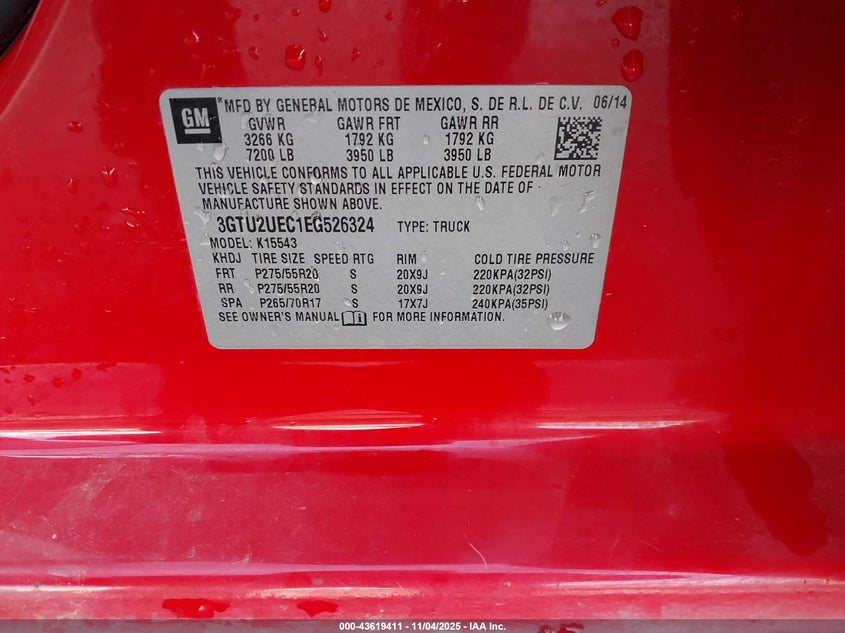 GM
®MFD BY GENERAL MOTORS DE MEXICO, S. DE R.L. DE C.V. 06/14
GVWR GAWR FRT GAWR RR
3266 KG 1792 KG 1792 KG
7200 LB 3950 LB 3950 LB
THIS VEHICLE CONFORMS TO ALL APPLICABLE U.S. FEDERAL MOTOR
VEHICLE SAFETY STANDARDS IN EFFECT ON THE DATE OF
MANUFACTURE SHOWN ABOVE.
3GTU2UEC1EG526324 TYPE: TRUCK
MODEL: K15543
KHDJ TIRE SIZE SPEED RTG RIM COLD TIRE PRESSURE
FRT P275/55R20 S 20X9J 220KPA(32PSI)
RR P275/55R20 S 20X9J 220KPA(32PSI)
SPA P265/70R17 S 17X7J 240KPA(35PSI)
SEE OWNER'S MANUAL FOR MORE INFORMATION.
000-43619411 - 11/04/2025 - IAA Inc.